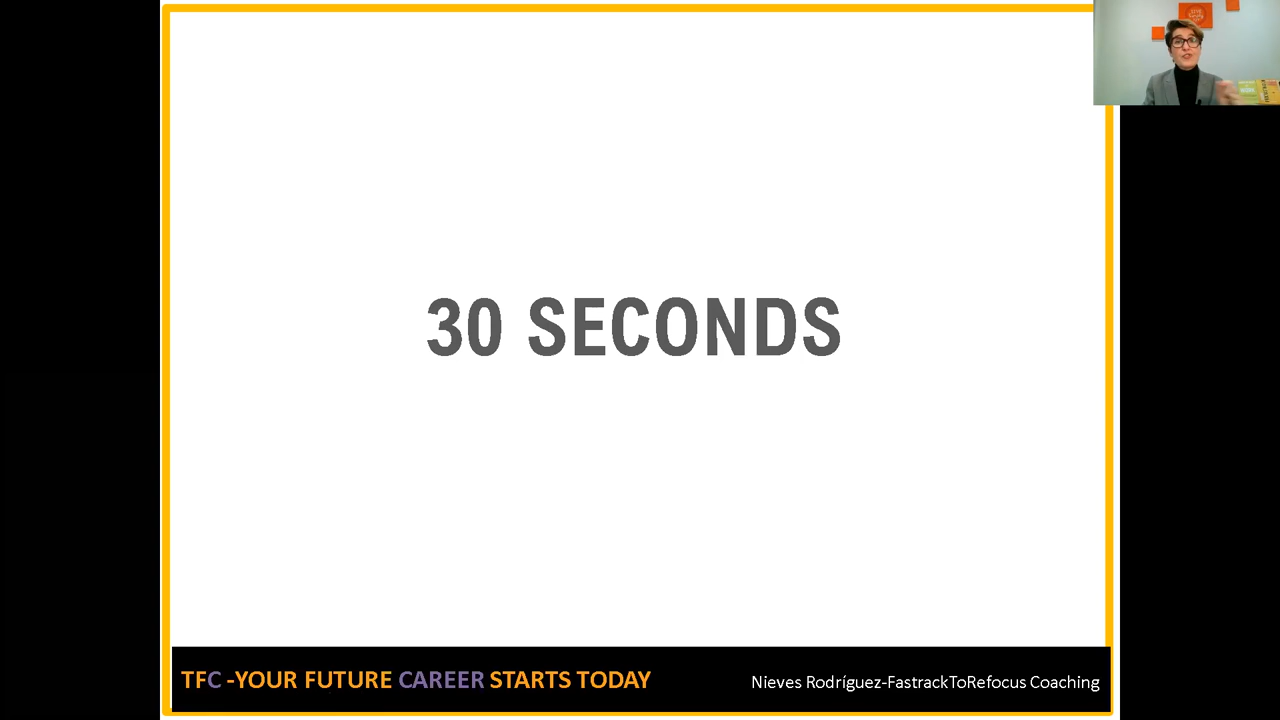 30 SECONDS
TFC -YOUR FUTURE CAREER STARTS TODAY
Nieves Rodríguez-FastrackToRefocus Coaching